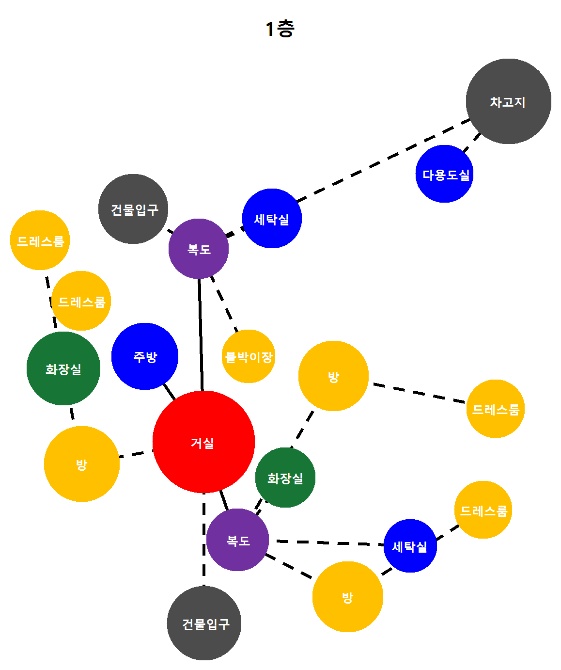 1층
차고지
다용도실
건물입구
세탁실
복도
드레스룸
드레스룸
주방
붙박이장
화장실
방
드레스룸
거실
방
화장실
드레스룸
복도
세탁실
방
건물입구